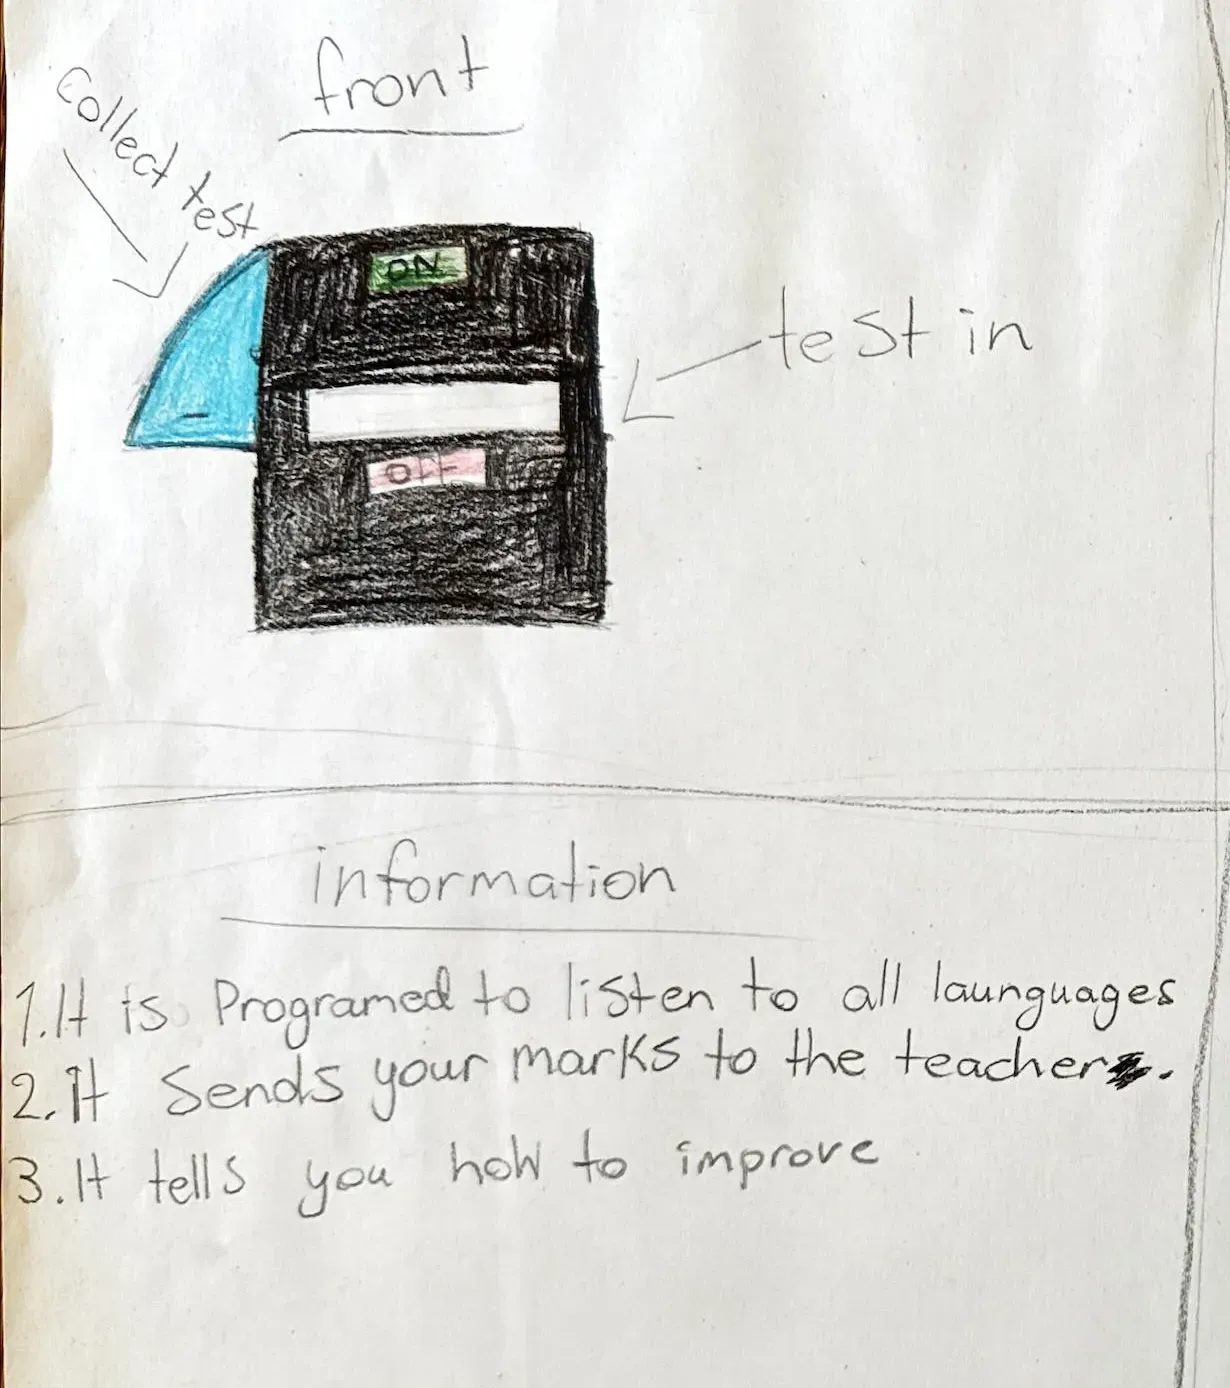 front
Collect test
ON
test in
OFF
information
1. It is Programed to listen to all launguages
2. It Sends your marks to the teacher.
3. It tells you how to improve